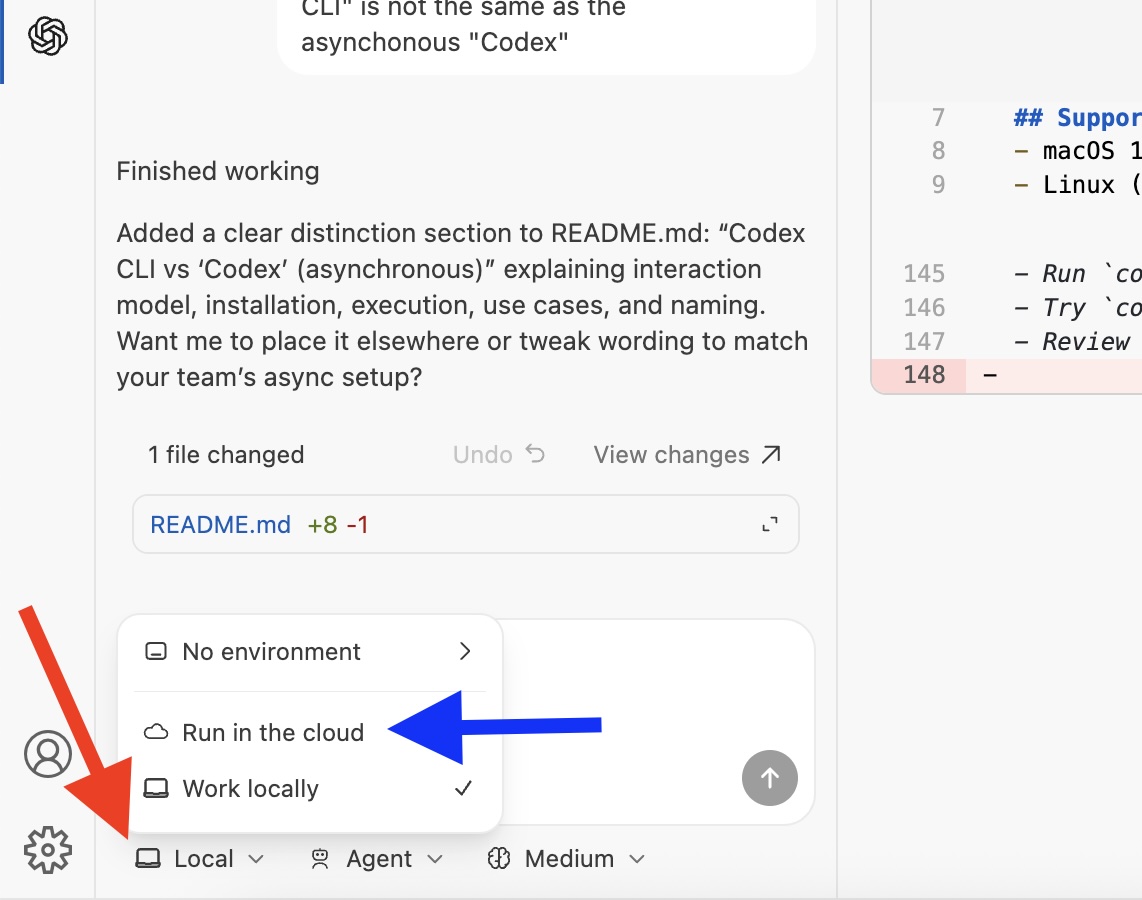 CLI" is not the same as the
asynchonous "Codex"
Finished working
Added a clear distinction section to README.md: “Codex
CLI vs ‘Codex’ (asynchronous)” explaining interaction
model, installation, execution, use cases, and naming.
Want me to place it elsewhere or tweak wording to match
your team’s async setup?
1 file changed
Undo
View changes
README.md +8 -1
No environment
Run in the cloud
Work locally
Local
Agent
Medium
7 ## Suppor
8 - macOS 1
9 - Linux (
145 - Run `co
146 - Try `co
147 - Review
148 -